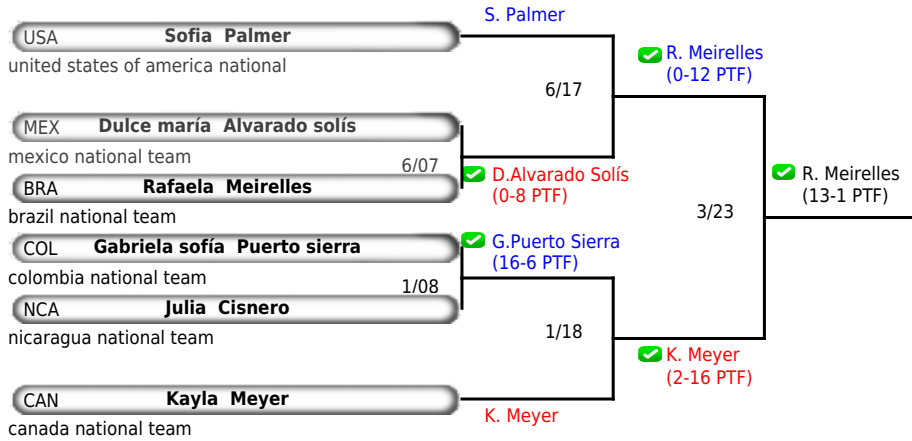 S. Palmer
USA Sofia Palmer
united states of america national
R. Meirelles
(0-12 PTF)
6/17
MEX Dulce maría Alvarado solís
mexico national team
6/07
D.Alvarado Solís
(0-8 PTF)
BRA Rafaela Meirelles
brazil national team
R. Meirelles
(13-1 PTF)
3/23
COL Gabriela sofía Puerto sierra
colombia national team
G.Puerto Sierra
(16-6 PTF)
1/08
NCA Julia Cisnero
nicaragua national team
1/18
K. Meyer
(2-16 PTF)
CAN Kayla Meyer
canada national team
K. Meyer